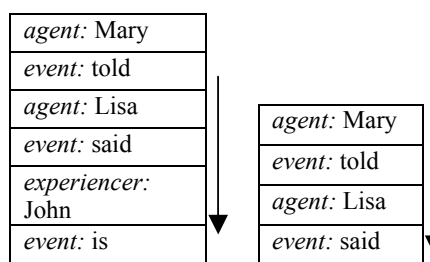 agent: Mary
event: told
agent: Lisa
event: said
experiencer:
John
event: is
agent: Mary
event: told
agent: Lisa
event: said